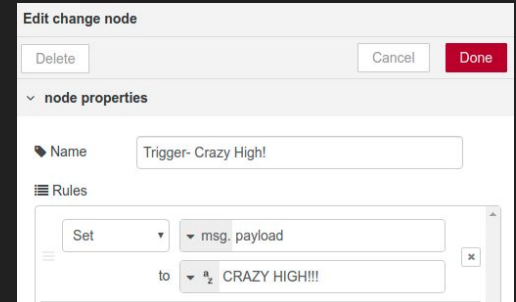 Edit change node
Delete Cancel Done
node properties
Name Trigger- Crazy High!
Rules
Set msg. payload
to az CRAZY HIGH!!!